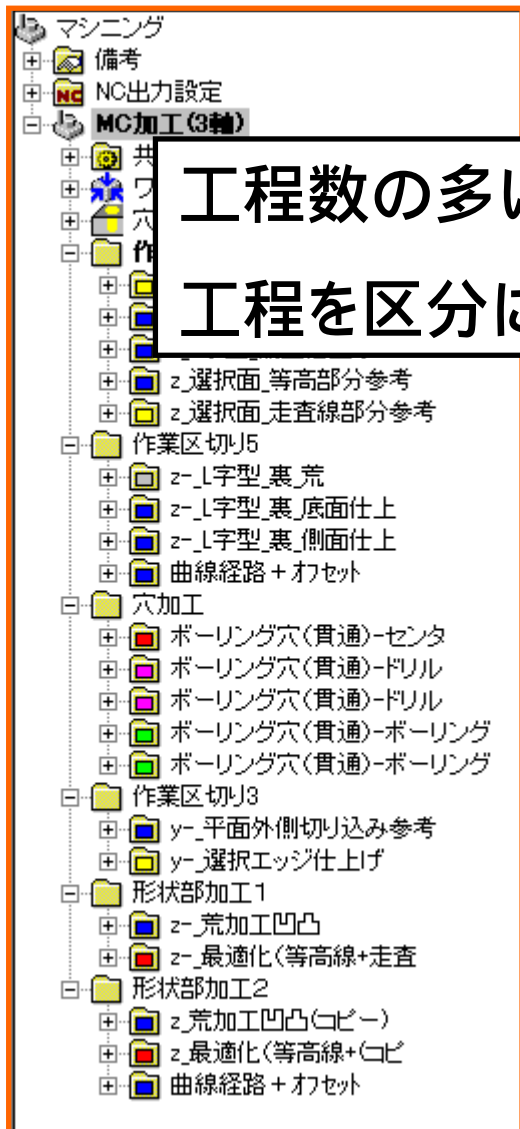 マシニング
備考
NC出力設定
MC加工(3軸)
共
ワ
穴
作
工程数の多い
工程を区分に
z_選択面_等高部分参考
z_選択面_走査線部分参考
作業区切り5
z-_L字型_裏_荒
z-_L字型_裏_底面仕上
z-_L字型_裏_側面仕上
曲線経路+オフセット
穴加工
ボーリング穴(貫通)-センタ
ボーリング穴(貫通)-ドリル
ボーリング穴(貫通)-ドリル
ボーリング穴(貫通)-ボーリング
ボーリング穴(貫通)-ボーリング
作業区切り3
y-_平面外側切り込み参考
y-_選択エッジ仕上げ
形状部加工1
z-_荒加工凹凸
z-_最適化(等高線+走査
形状部加工2
z_荒加工凹凸(コピー)
z_最適化(等高線+(コピ
曲線経路+オフセット